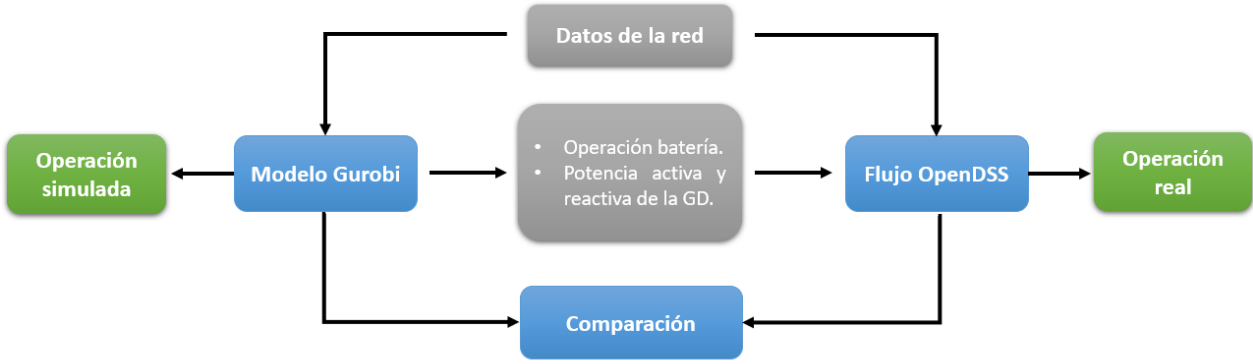 Datos de la red
Operación
simulada
Modelo Gurobi
• Operación batería.
• Potencia activa y
reactiva de la GD.
Flujo OpenDSS
Operación
real
Comparación